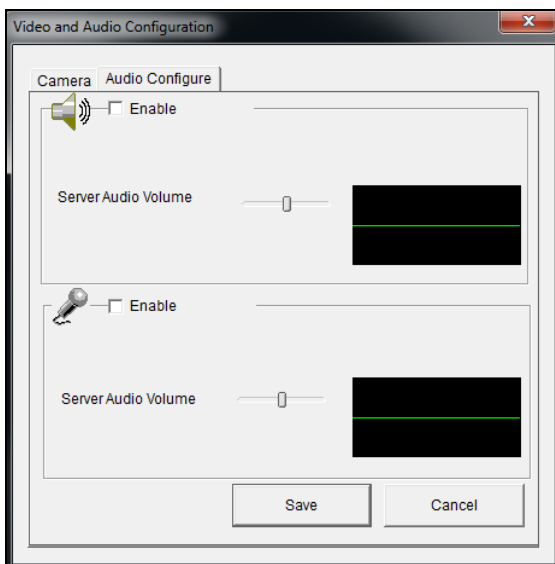 Video and Audio Configuration
Camera Audio Configure
Enable
Server Audio Volume
Enable
Server Audio Volume
Save Cancel